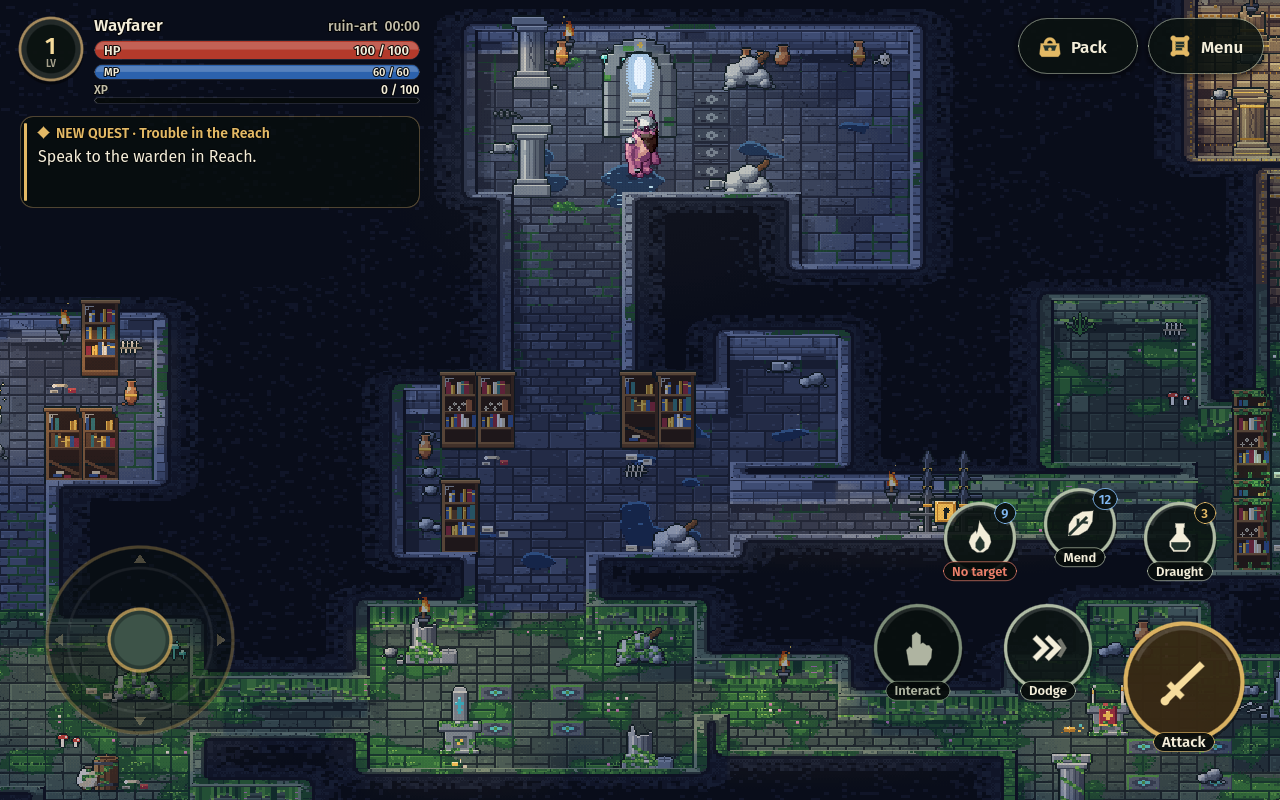 1
LV
Wayfarer
ruin-art 00:00
HP 100 / 100
MP 60 / 60
XP 0 / 100
NEW QUEST · Trouble in the Reach
Speak to the warden in Reach.
Pack
Menu
9
No target
12
Mend
3
Draught
Interact
Dodge
Attack